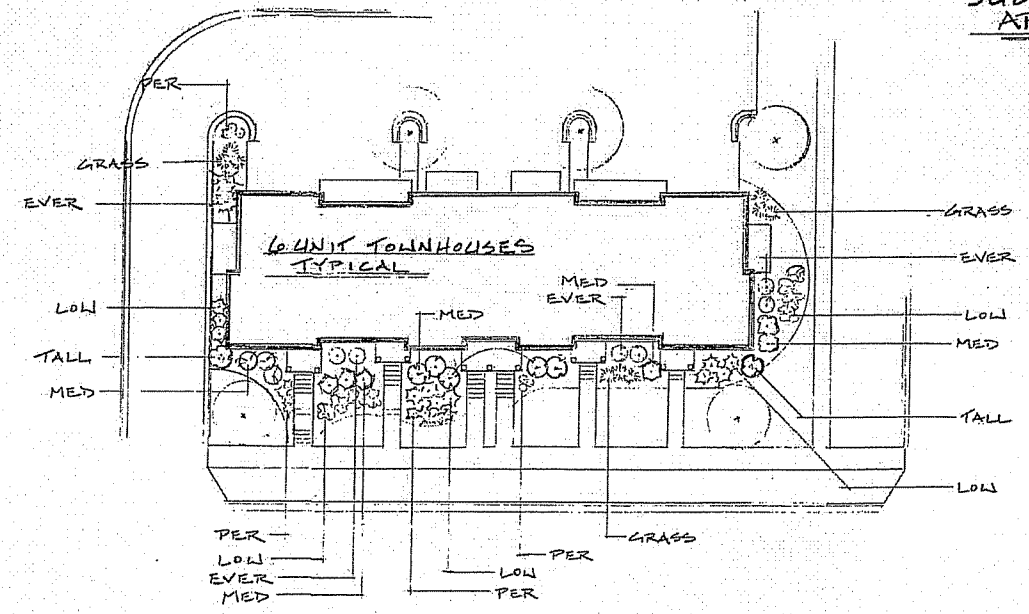 PER
GRASS
EVER
6 UNIT TOWNHOUSES
TYPICAL
GRASS
EVER
MED
EVER
MED
LOW
LOW
MED
TALL
MED
TALL
LOW
PER
LOW
EVER
MED
LOW
PER
PER
GRASS